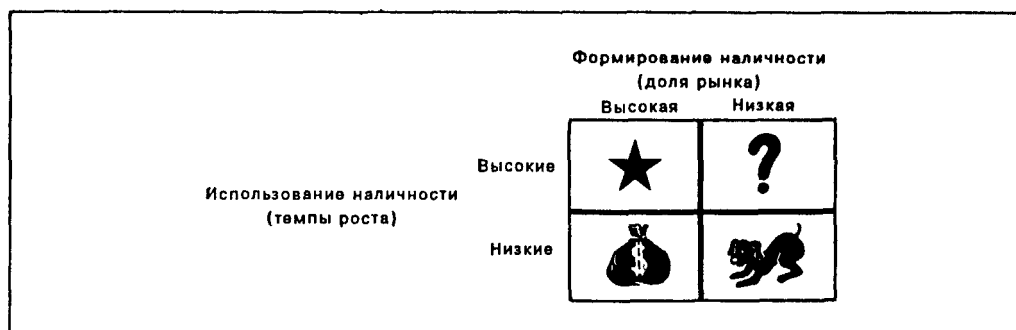 Формирование наличности
(доля рынка)
Высокая Низкая
Высокие
?
Использование наличности
(темпы роста)
Низкие
$